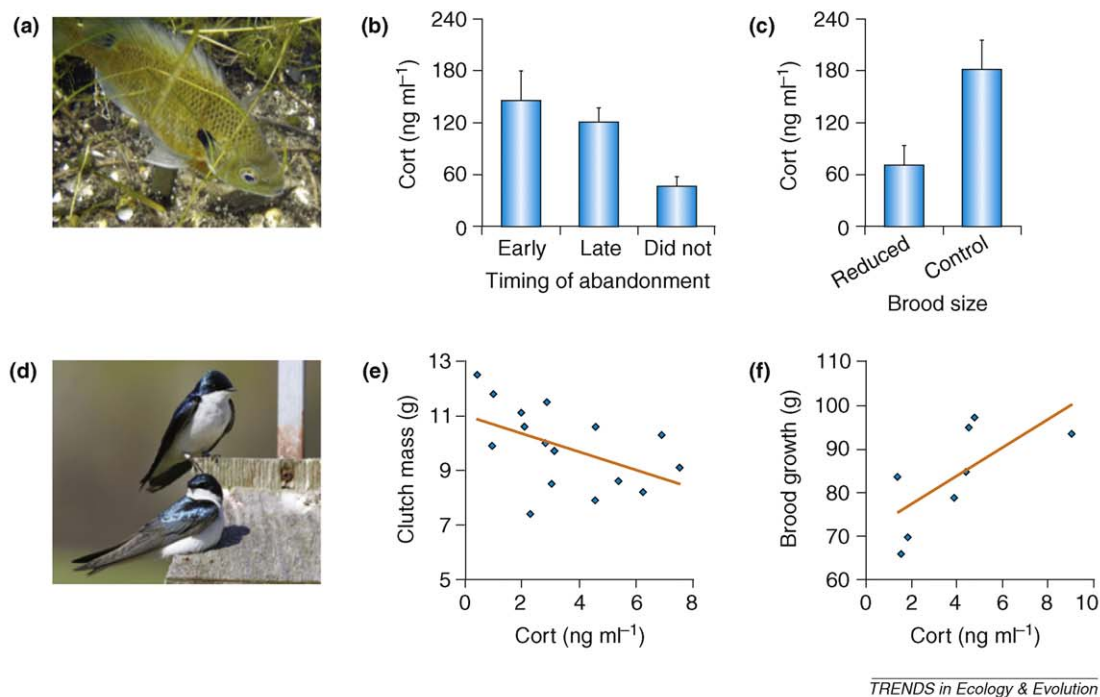 (a)
(b)
Cort (ng ml⁻¹)
240
180
120
60
0
Early Late Did not
Timing of abandonment
(c)
Cort (ng ml⁻¹)
240
180
120
60
0
Reduced Control
Brood size
(d)
(e)
Clutch mass (g)
13
11
9
7
5
0 2 4 6 8
Cort (ng ml⁻¹)
(f)
Brood growth (g)
110
100
90
80
70
60
0 2 4 6 8 10
Cort (ng ml⁻¹)
TRENDS in Ecology & Evolution